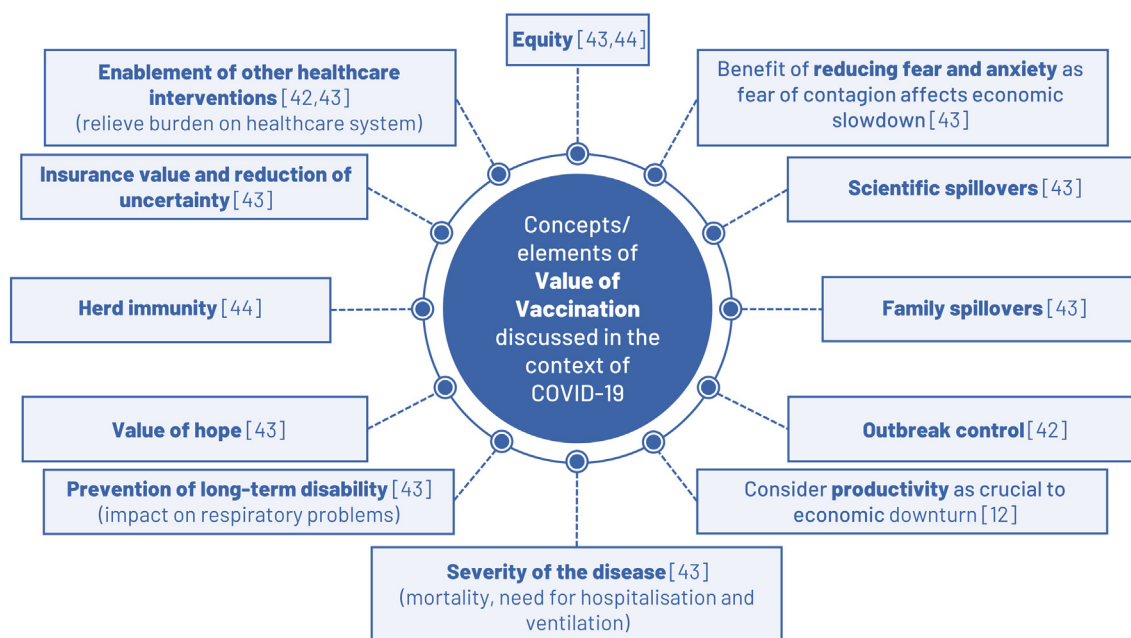 Equity [43,44]
Enablement of other healthcare
interventions [42,43]
(relieve burden on healthcare system)
Benefit of reducing fear and anxiety as
fear of contagion affects economic
slowdown [43]
Insurance value and reduction of
uncertainty [43]
Scientific spillovers [43]
Herd immunity [44]
Concepts/
elements of
Value of
Vaccination
discussed in the
context of
COVID-19
Family spillovers [43]
Value of hope [43]
Outbreak control [42]
Prevention of long-term disability [43]
(impact on respiratory problems)
Consider productivity as crucial to
economic downturn [12]
Severity of the disease [43]
(mortality, need for hospitalisation and
ventilation)